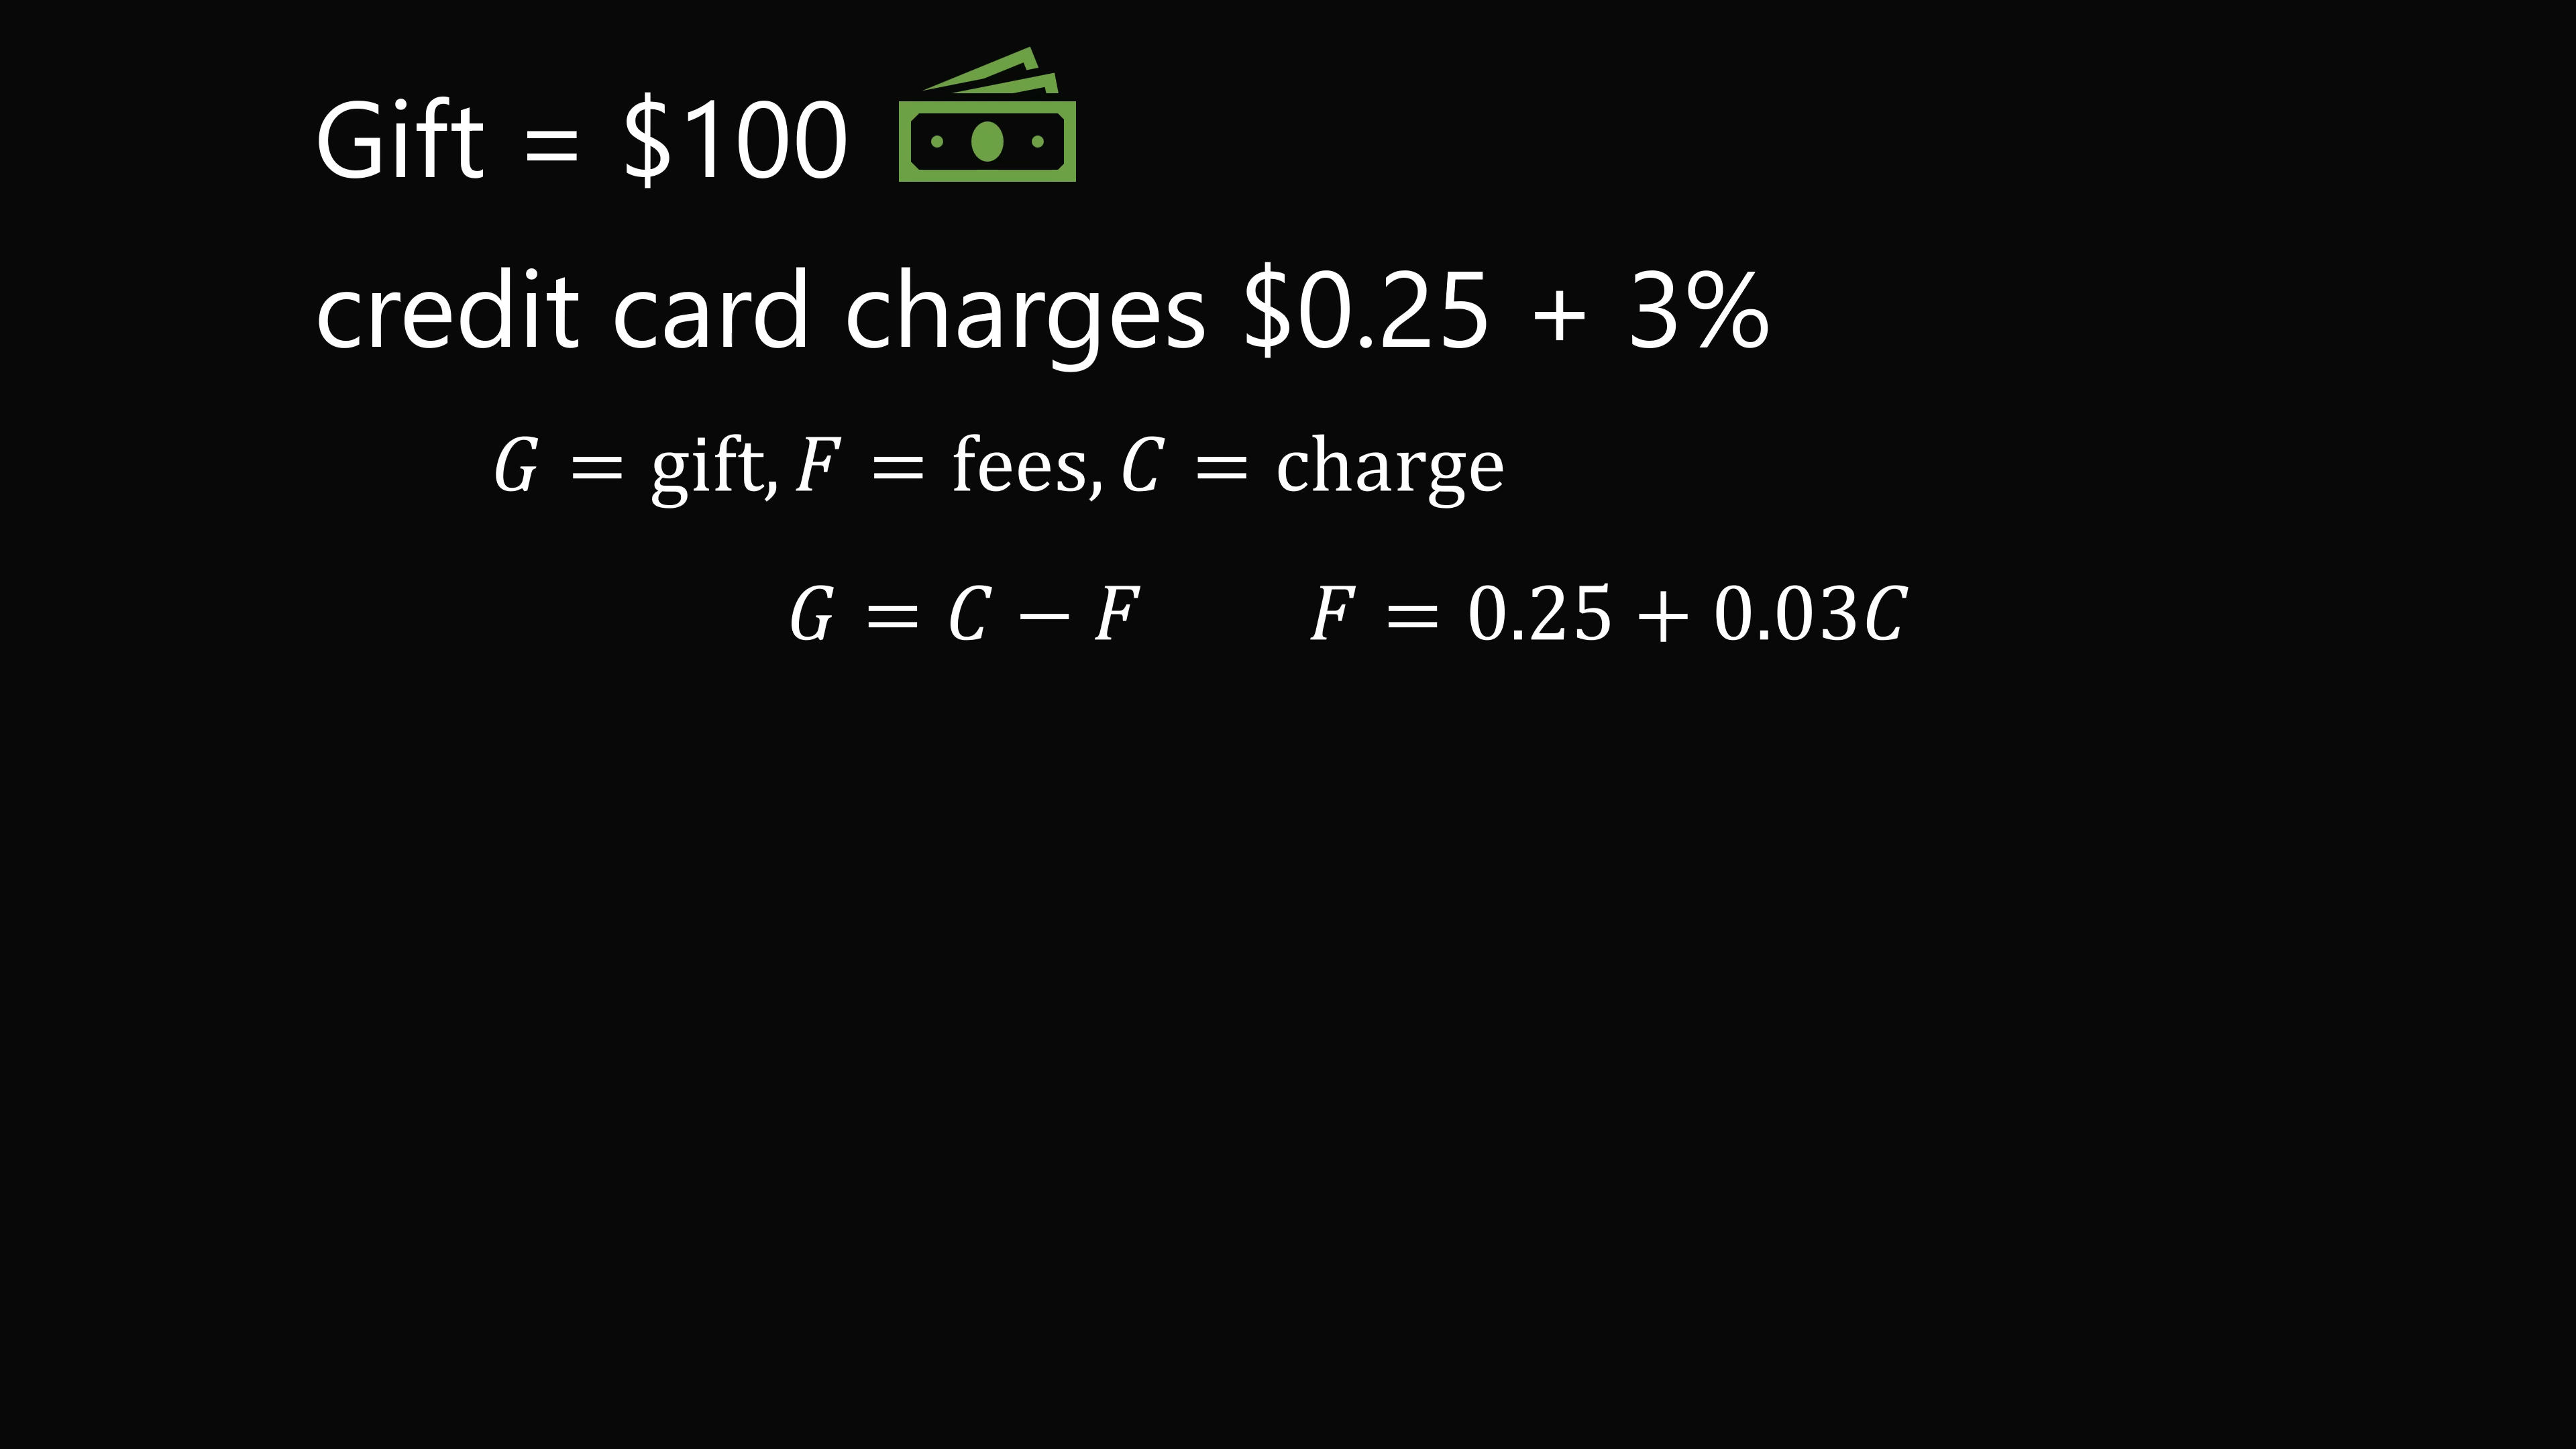 Gift = $100
credit card charges $0.25 + 3%
G = gift, F = fees, C = charge
G = C − F F = 0.25 + 0.03C